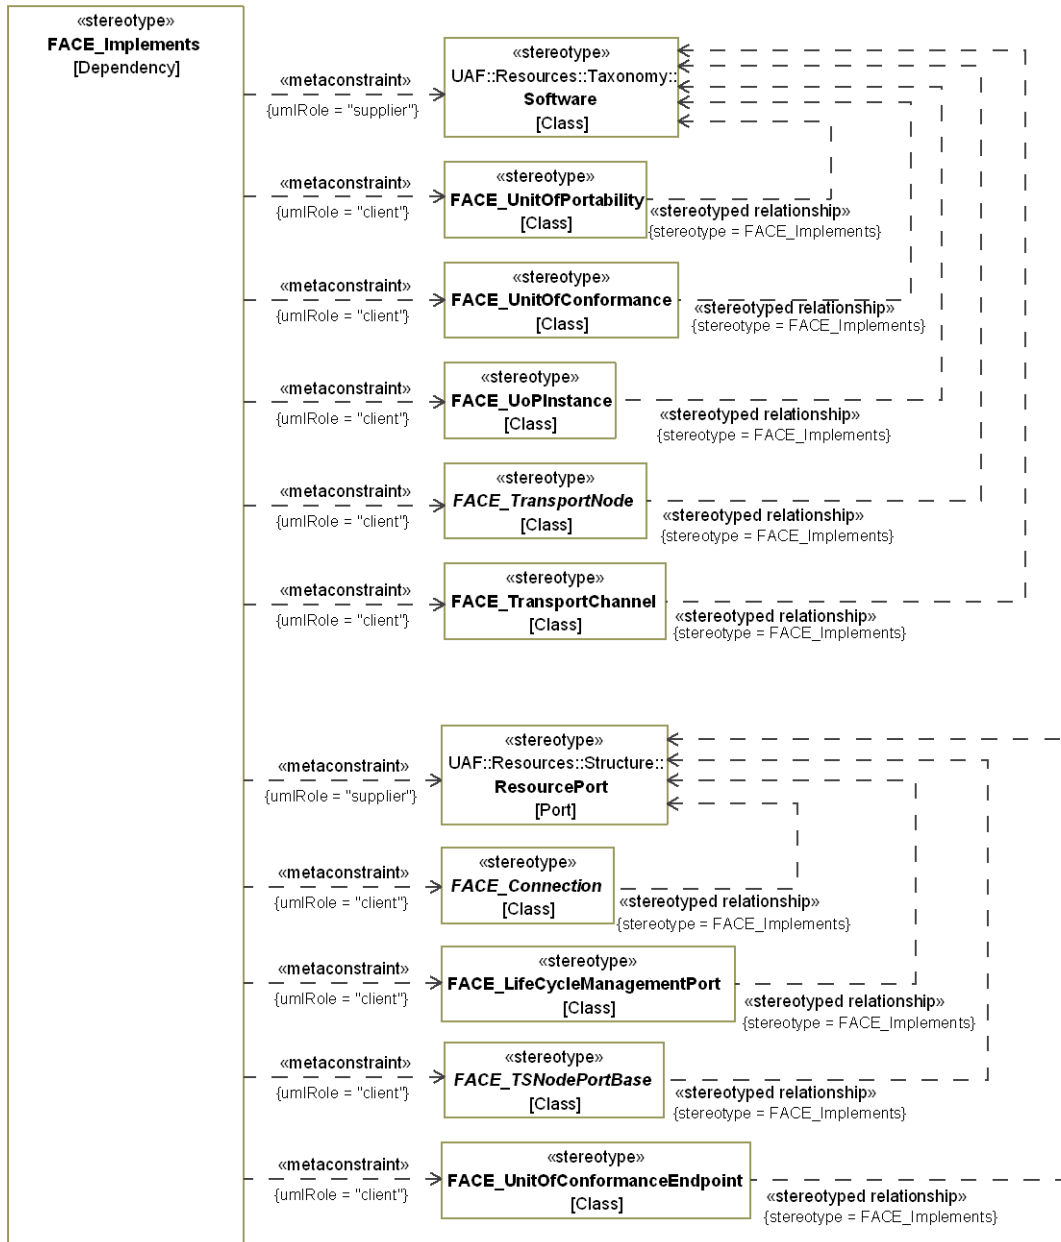 «stereotype»
FACE_Implements
[Dependency]
«metaconstraint»
{umlRole = "supplier"}
«stereotype»
UAF::Resources::Taxonomy::
Software
[Class]
«metaconstraint»
{umlRole = "client"}
«stereotype»
FACE_UnitOfPortability
[Class]
«stereotyped relationship»
{stereotype = FACE_Implements}
«metaconstraint»
{umlRole = "client"}
«stereotype»
FACE_UnitOfConformance
[Class]
«stereotyped relationship»
{stereotype = FACE_Implements}
«metaconstraint»
{umlRole = "client"}
«stereotype»
FACE_UoPInstance
[Class]
«stereotyped relationship»
{stereotype = FACE_Implements}
«metaconstraint»
{umlRole = "client"}
«stereotype»
FACE_TransportNode
[Class]
«stereotyped relationship»
{stereotype = FACE_Implements}
«metaconstraint»
{umlRole = "client"}
«stereotype»
FACE_TransportChannel
[Class]
«stereotyped relationship»
{stereotype = FACE_Implements}
«metaconstraint»
{umlRole = "supplier"}
«stereotype»
UAF::Resources::Structure::
ResourcePort
[Port]
«metaconstraint»
{umlRole = "client"}
«stereotype»
FACE_Connection
[Class]
«stereotyped relationship»
{stereotype = FACE_Implements}
«metaconstraint»
{umlRole = "client"}
«stereotype»
FACE_LifeCycleManagementPort
[Class]
«stereotyped relationship»
{stereotype = FACE_Implements}
«metaconstraint»
{umlRole = "client"}
«stereotype»
FACE_TSNodePortBase
[Class]
«stereotyped relationship»
{stereotype = FACE_Implements}
«metaconstraint»
{umlRole = "client"}
«stereotype»
FACE_UnitOfConformanceEndpoint
[Class]
«stereotyped relationship»
{stereotype = FACE_Implements}